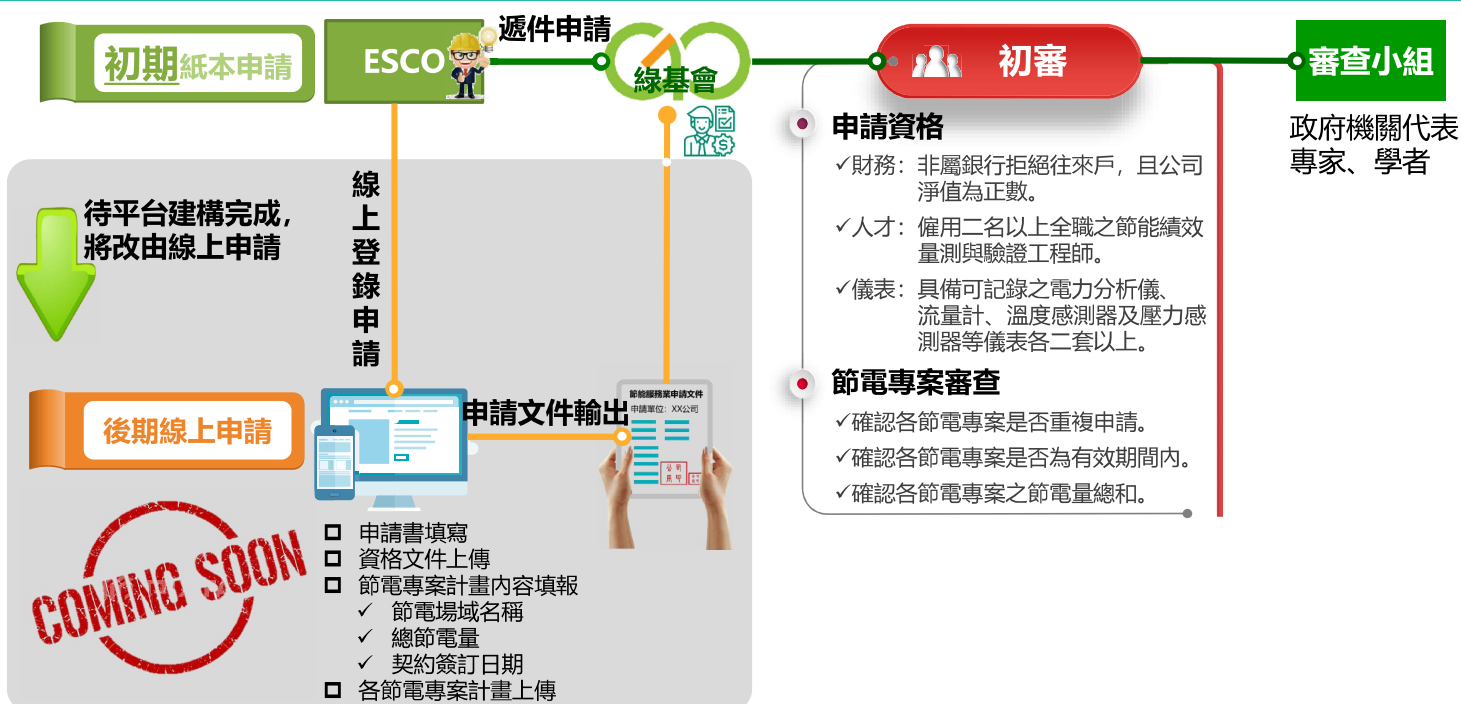 初期紙本申請
ESCO
遞件申請
綠基會
初審
審查小組
政府機關代表
專家、學者
申請資格
✓財務：非屬銀行拒絕往來戶，且公司
淨值為正數。
✓人才：僱用二名以上全職之節能績效
量測與驗證工程師。
✓儀表：具備可記錄之電力分析儀、
流量計、溫度感測器及壓力感
測器等儀表各二套以上。
節電專案審查
✓確認各節電專案是否重複申請。
✓確認各節電專案是否為有效期間內。
✓確認各節電專案之節電量總和。
待平台建構完成，
將改由線上申請
線上登錄申請
後期線上申請
申請文件輸出
節能服務業申請文件
申請單位：XX公司
COMING SOON
申請書填寫
資格文件上傳
節電專案計畫內容填報
✓ 節電場域名稱
✓ 總節電量
✓ 契約簽訂日期
各節電專案計畫上傳